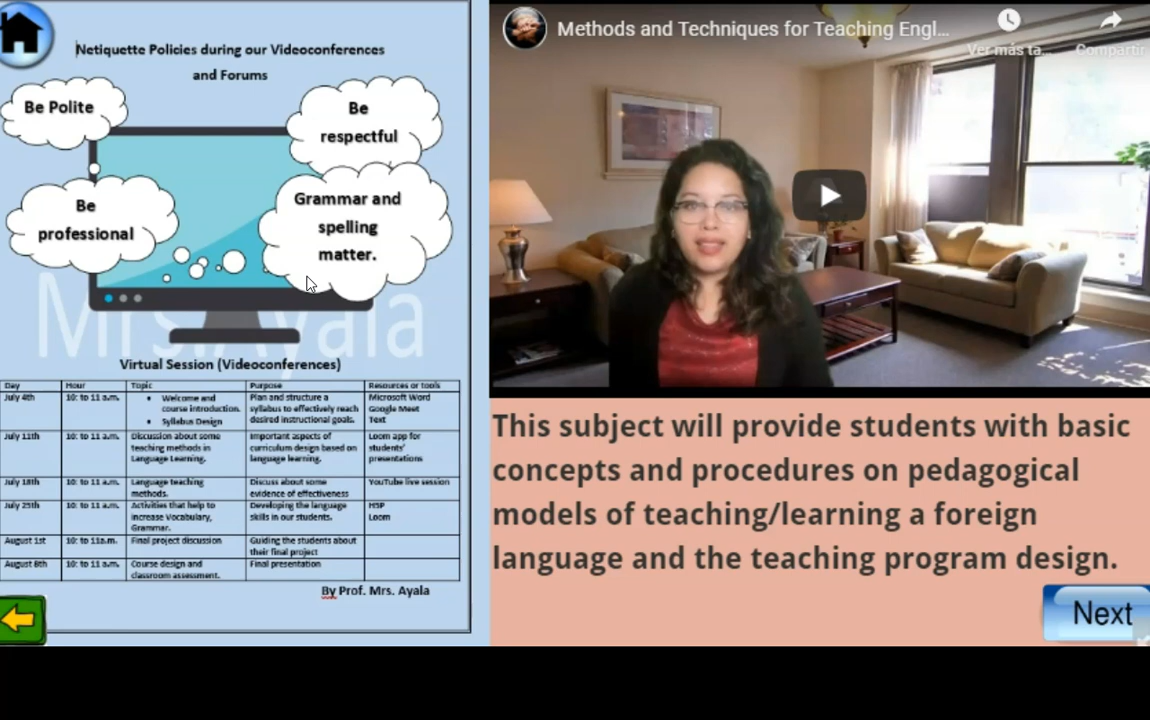 Netiquette Policies during our Videoconferences
and Forums
Be Polite
Be
respectful
Be
professional
Grammar and
spelling
matter.
Mrs. Ayala
Virtual Session (Videoconferences)
Day Hour Topic Purpose Resources or tools
July 4th 10: to 11 a.m. • Welcome and Plan and structure a Microsoft Word
course introduction. syllabus to effectively reach Google Meet
• Syllabus Design desired instructional goals. Text
July 11th 10: to 11 a.m. Discussion about some Important aspects of Loom app for
teaching methods in curriculum design based on students'
Language Learning. language learning. presentations
July 18th 10: to 11 a.m. Language teaching Discuss about some YouTube live session
methods. evidence of effectiveness
July 25th 10: to 11 a.m. Activities that help to Developing the language H5P
increase Vocabulary, skills in our students. Loom
Grammar.
August 1st 10: to 11a.m. Final project discussion Guiding the students about
their final project
August 8th 10: to 11 a.m. Course design and Final presentation
classroom assessment.
By Prof. Mrs. Ayala
Methods and Techniques for Teaching Engl...
Ver más ta...
Compartir
This subject will provide students with basic
concepts and procedures on pedagogical
models of teaching/learning a foreign
language and the teaching program design.
Next